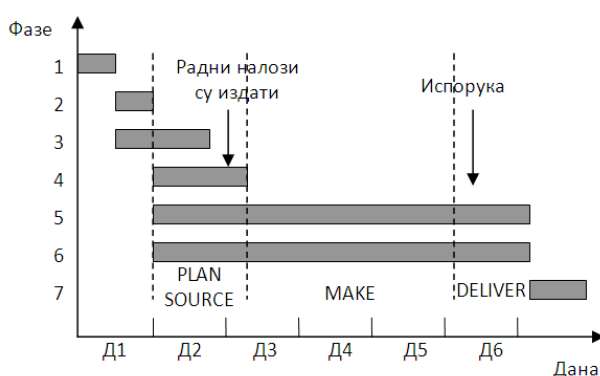 Фазе
1
Радни налози
су издати
Испорука
2
3
4
5
6
7
PLAN
SOURCE
MAKE
DELIVER
Д1
Д2
Д3
Д4
Д5
Д6
Дана